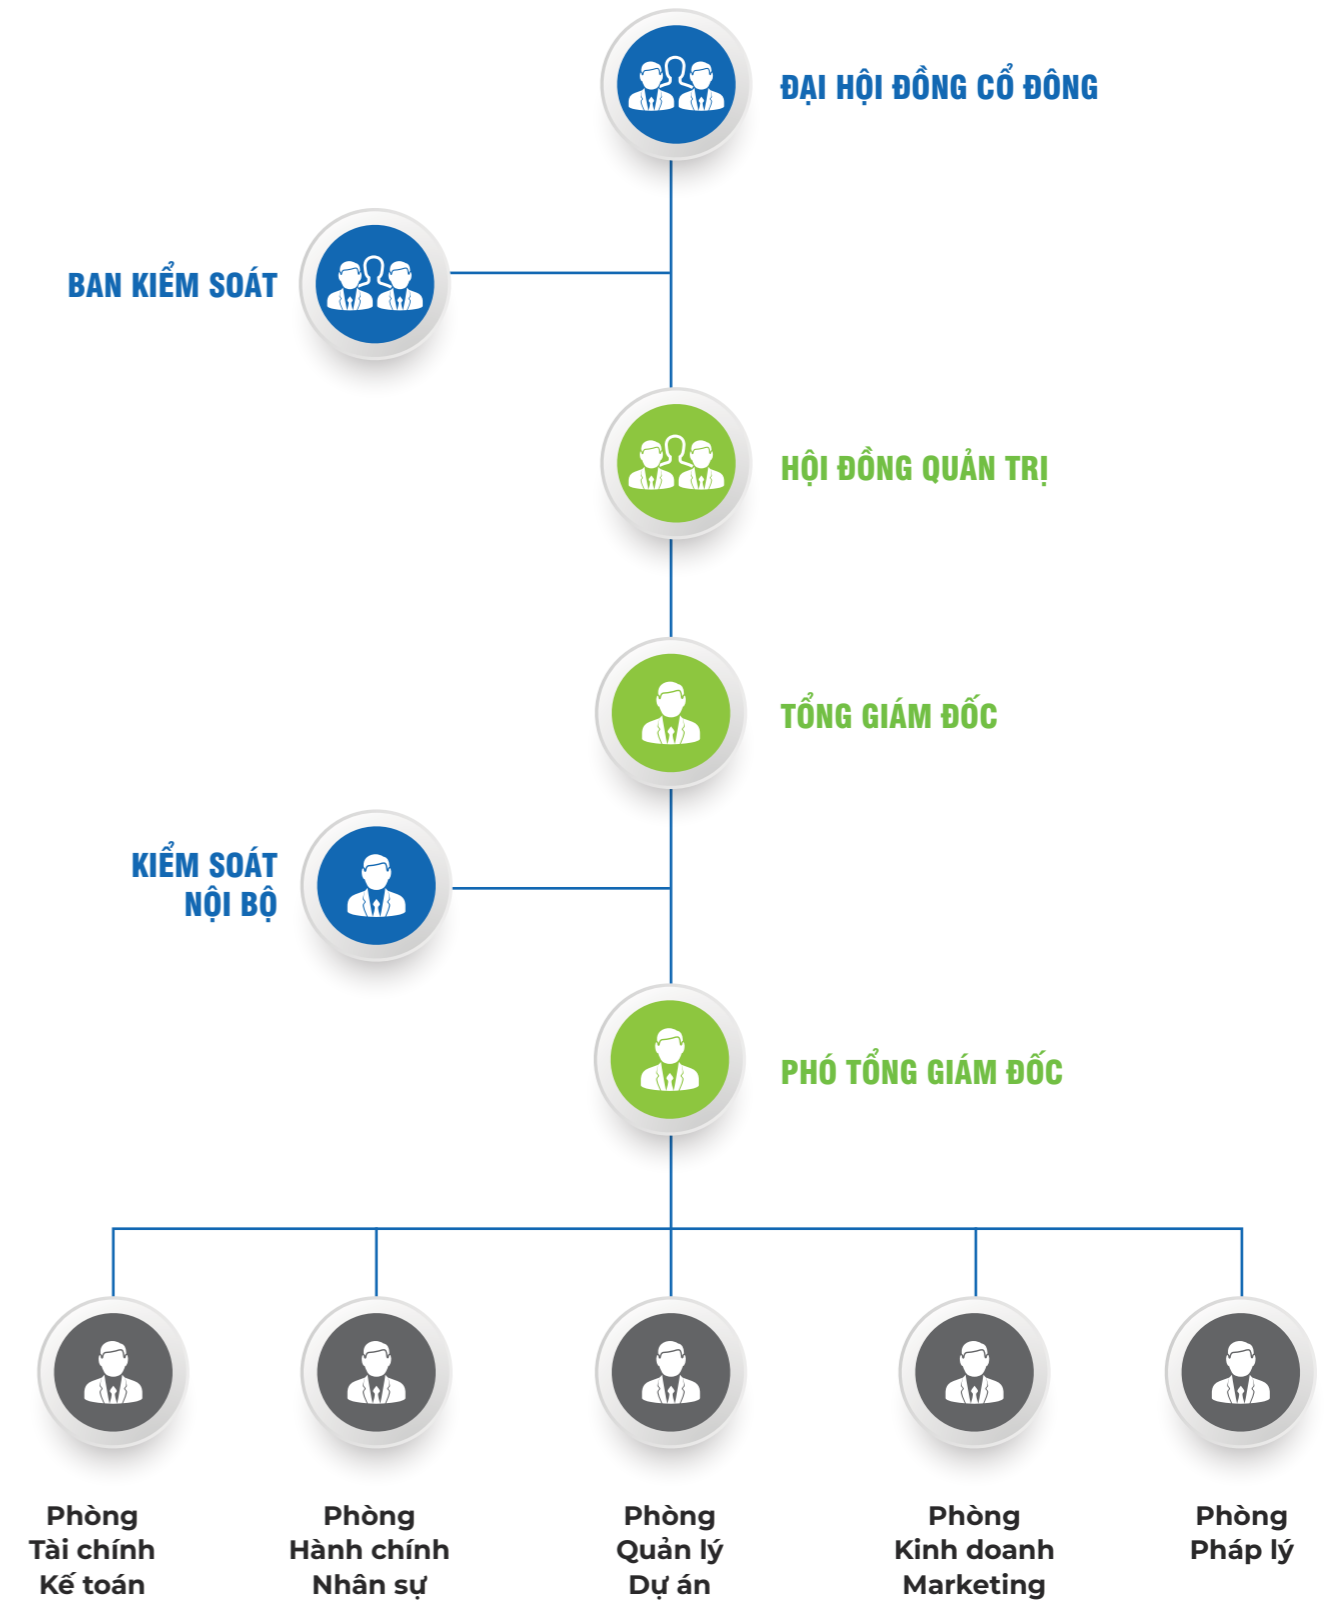 ĐẠI HỘI ĐỒNG CỔ ĐÔNG
BAN KIỂM SOÁT
HỘI ĐỒNG QUẢN TRỊ
TỔNG GIÁM ĐỐC
KIỂM SOÁT
NỘI BỘ
PHÓ TỔNG GIÁM ĐỐC
Phòng
Tài chính
Kế toán
Phòng
Hành chính
Nhân sự
Phòng
Quản lý
Dự án
Phòng
Kinh doanh
Marketing
Phòng
Pháp lý